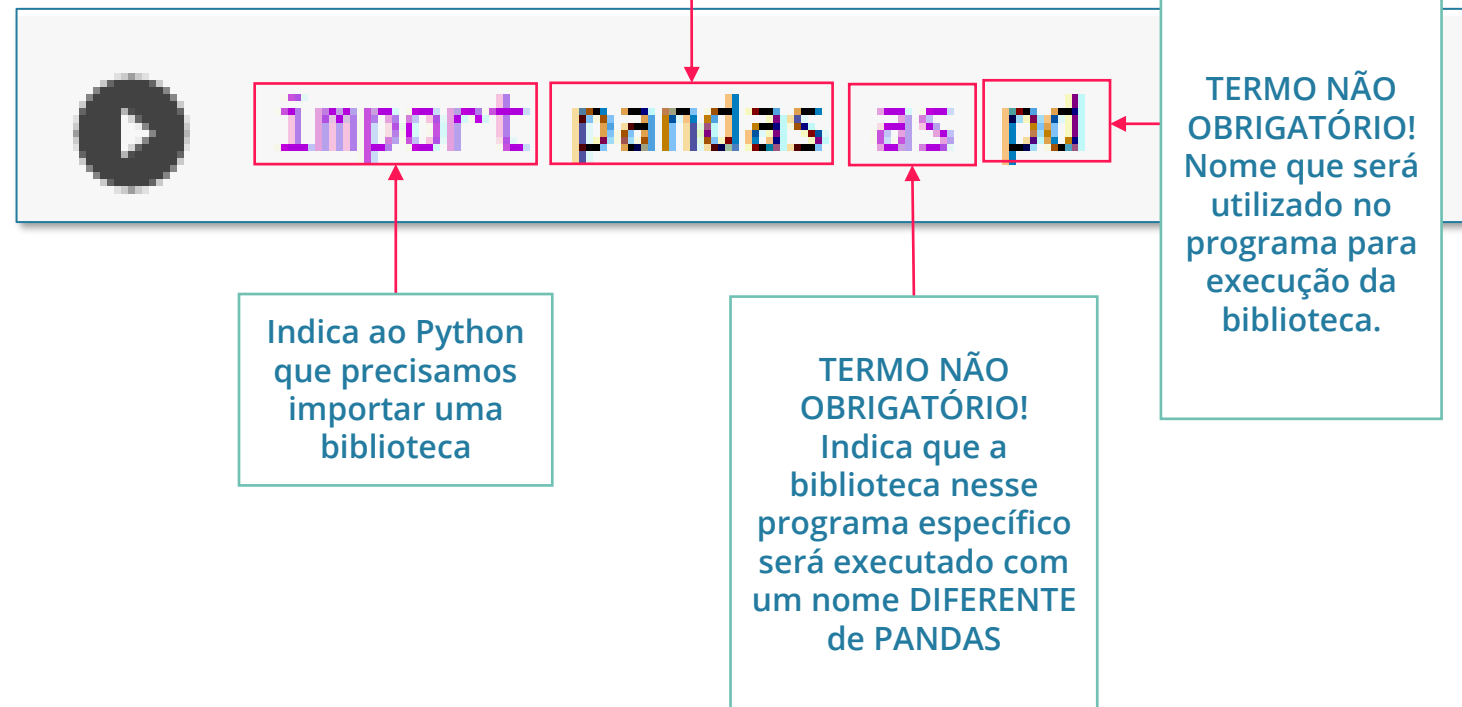 import pandas as pd
TERMO NÃO
OBRIGATÓRIO!
Nome que será
utilizado no
programa para
execução da
biblioteca.
Indica ao Python
que precisamos
importar uma
biblioteca
TERMO NÃO
OBRIGATÓRIO!
Indica que a
biblioteca nesse
programa específico
será executado com
um nome DIFERENTE
de PANDAS